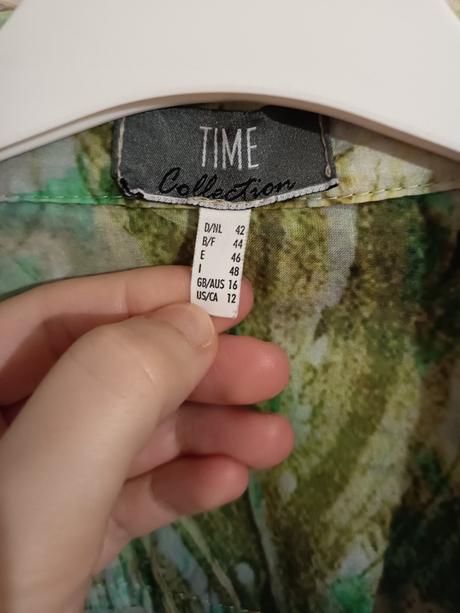 TIME
Collection
D/NL 42
B/F 44
E 46
I 48
GB/AUS 16
US/CA 12